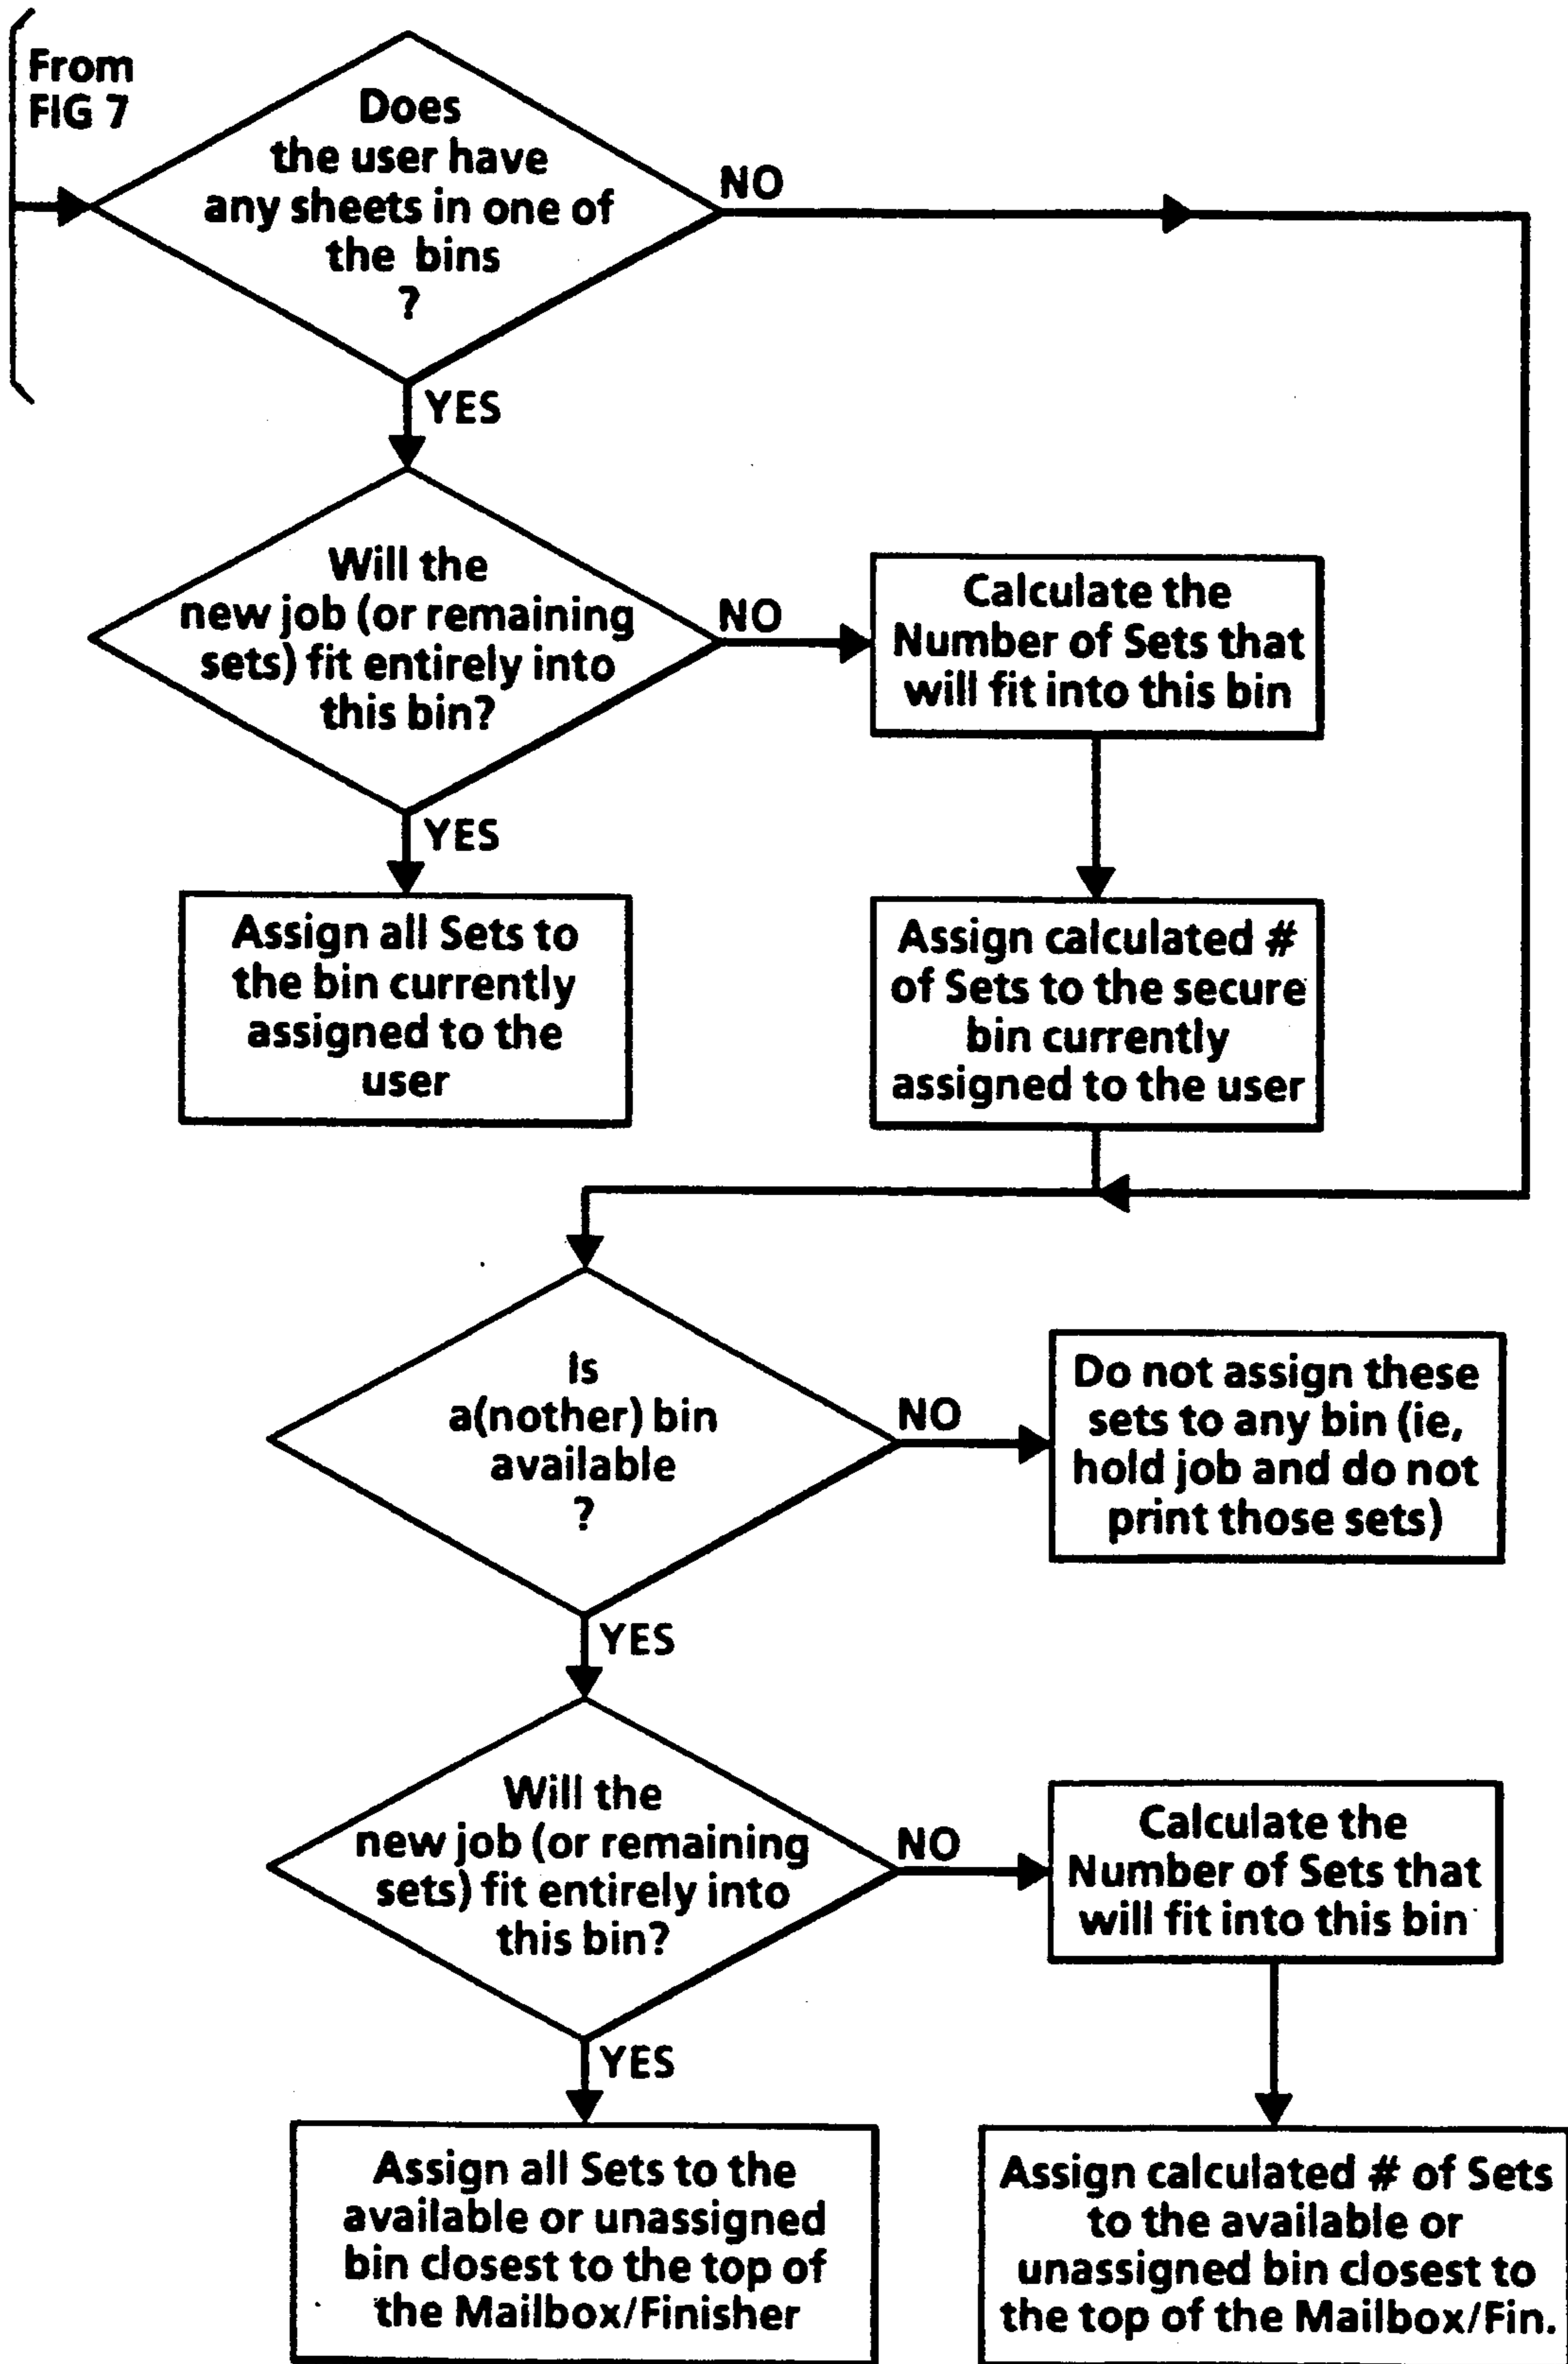 From
FIG 7
Does
the user have
any sheets in one of
the bins
?
NO
YES
Will the
new job (or remaining
sets) fit entirely into
this bin?
NO
Calculate the
Number of Sets that
will fit into this bin
YES
Assign all Sets to
the bin currently
assigned to the
user
Assign calculated #
of Sets to the secure
bin currently
assigned to the user
Is
a(nother) bin
available
?
NO
Do not assign these
sets to any bin (ie,
hold job and do not
print those sets)
YES
Will the
new job (or remaining
sets) fit entirely into
this bin?
NO
Calculate the
Number of Sets that
will fit into this bin
YES
Assign all Sets to the
available or unassigned
bin closest to the top of
the Mailbox/Finisher
Assign calculated # of Sets
to the available or
unassigned bin closest to
the top of the Mailbox/Fin.